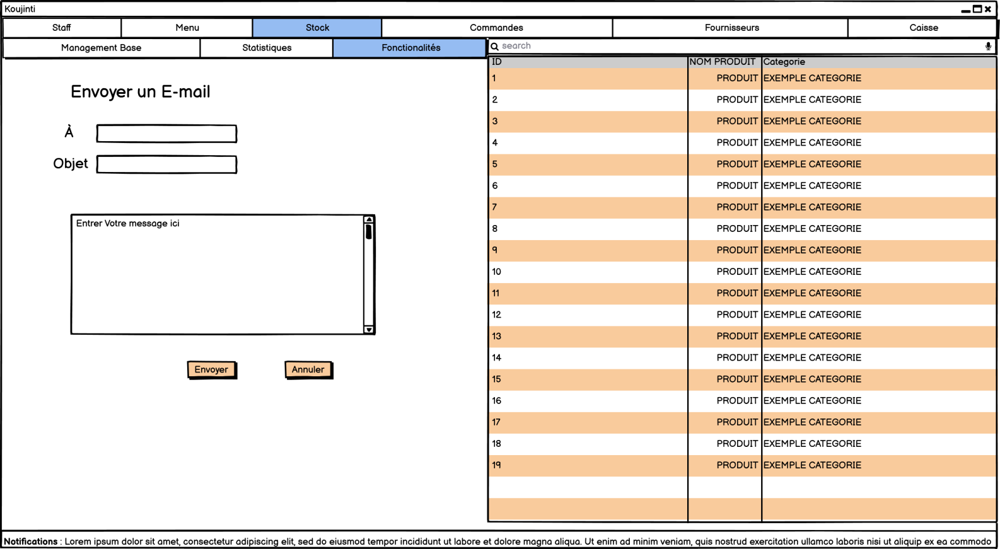 Koujinti
Staff Menu Stock Commandes Fournisseurs Caisse
Management Base Statistiques Fonctionalités
search
Envoyer un E-mail
À
Objet
Entrer Votre message ici
Envoyer Annuler
ID NOM PRODUIT Categorie
1 PRODUIT EXEMPLE CATEGORIE
2 PRODUIT EXEMPLE CATEGORIE
3 PRODUIT EXEMPLE CATEGORIE
4 PRODUIT EXEMPLE CATEGORIE
5 PRODUIT EXEMPLE CATEGORIE
6 PRODUIT EXEMPLE CATEGORIE
7 PRODUIT EXEMPLE CATEGORIE
8 PRODUIT EXEMPLE CATEGORIE
9 PRODUIT EXEMPLE CATEGORIE
10 PRODUIT EXEMPLE CATEGORIE
11 PRODUIT EXEMPLE CATEGORIE
12 PRODUIT EXEMPLE CATEGORIE
13 PRODUIT EXEMPLE CATEGORIE
14 PRODUIT EXEMPLE CATEGORIE
15 PRODUIT EXEMPLE CATEGORIE
16 PRODUIT EXEMPLE CATEGORIE
17 PRODUIT EXEMPLE CATEGORIE
18 PRODUIT EXEMPLE CATEGORIE
19 PRODUIT EXEMPLE CATEGORIE
Notifications : Lorem ipsum dolor sit amet, consectetur adipiscing elit, sed do eiusmod tempor incididunt ut labore et dolore magna aliqua. Ut enim ad minim veniam, quis nostrud exercitation ullamco laboris nisi ut aliquip ex ea commodo